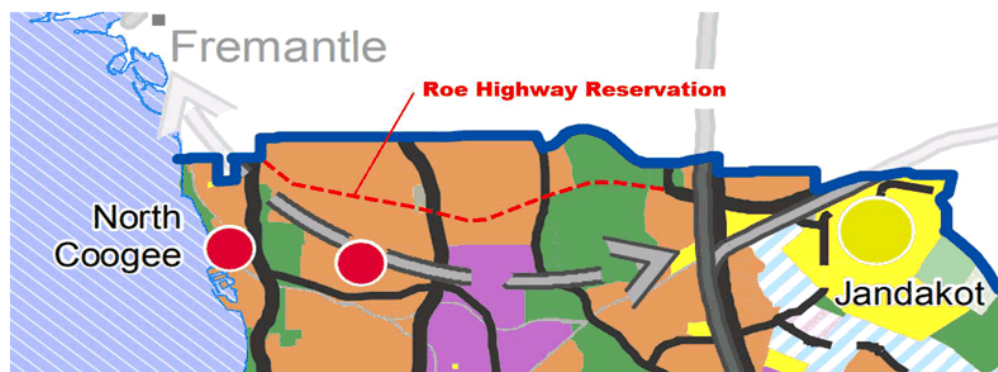 Fremantle
Roe Highway Reservation
North
Coogee
Jandakot